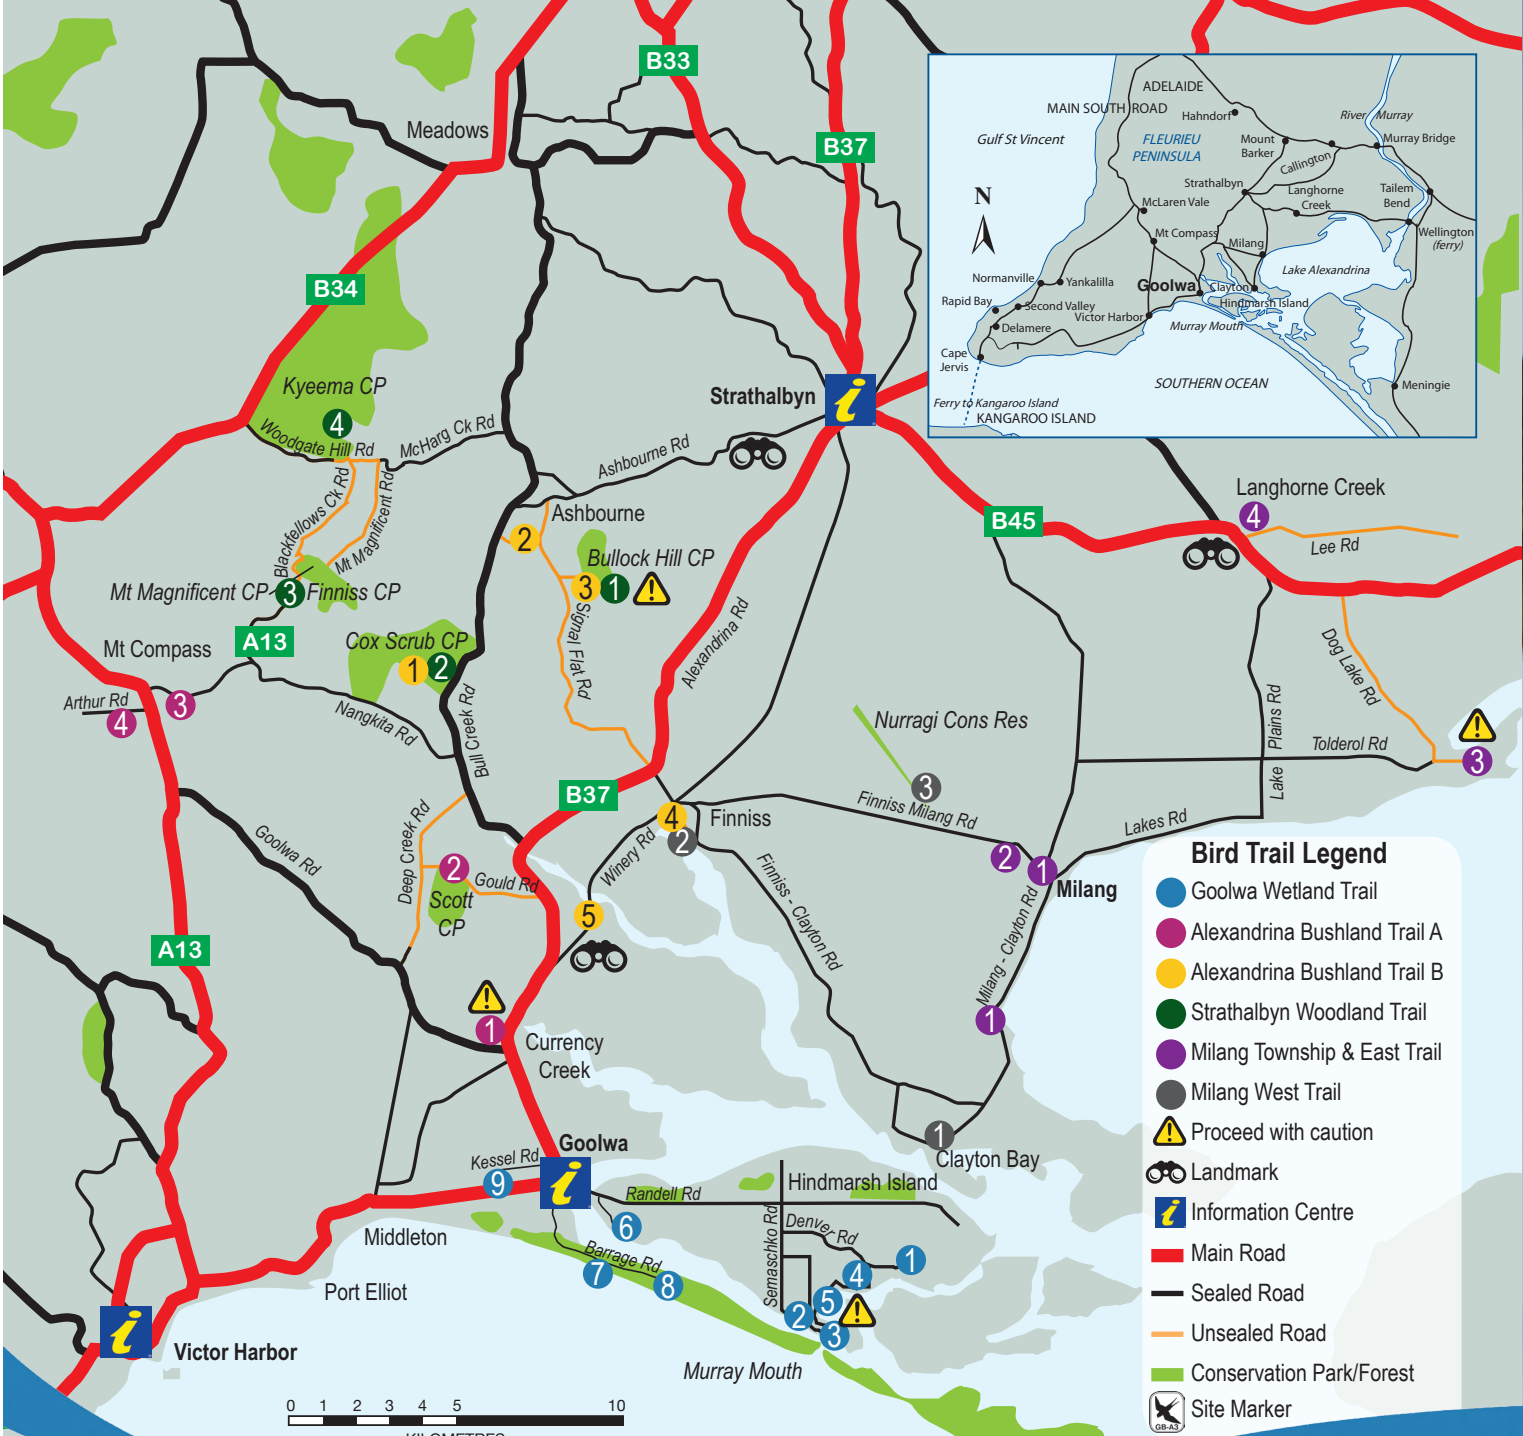 B33
Meadows
B37
B34
Kyeema CP
4
Woodgate Hill Rd
McHarg Ck Rd
Strathalbyn
i
Ashbourne Rd
Blackfellows Ck Rd
Mt Magnificent Rd
Ashbourne
2
Bullock Hill CP
3
1
!
Signal Flat Rd
Mt Magnificent CP
3
Finniss CP
A13
Mt Compass
Cox Scrub CP
1
2
Arthur Rd
4
3
Nangkita Rd
Bull Creek Rd
Alexandrina Rd
B45
Langhorne Creek
4
Lee Rd
Dog Lake Rd
Nurragi Cons Res
3
Lake Plains Rd
Tolderol Rd
!
3
B37
4
2
Finniss
Finniss Milang Rd
Lakes Rd
2
1
Milang
Goolwa Rd
Deep Creek Rd
2
Gould Rd
Scott
CP
Winery Rd
5
Finniss - Clayton Rd
Milang - Clayton Rd
1
A13
!
1
Currency
Creek
1
Clayton Bay
Goolwa
Kessel Rd
9
i
Randell Rd
6
Hindmarsh Island
Semaschko Rd
Denver Rd
1
4
5
!
2
3
Barrage Rd
7
8
Middleton
Port Elliot
i
Victor Harbor
Murray Mouth
0 1 2 3 4 5 10
KILOMETRES
ADELAIDE
MAIN SOUTH ROAD
Hahndorf
River Murray
Gulf St Vincent
FLEURIEU
PENINSULA
Mount
Barker
Callington
Murray Bridge
Strathalbyn
Langhorne
Creek
Tailem
Bend
N
McLaren Vale
Mt Compass
Milang
Wellington
(ferry)
Lake Alexandrina
Normanville
Yankalilla
Goolwa
Clayton
Hindmarsh Island
Rapid Bay
Second Valley
Victor Harbor
Delamere
Murray Mouth
Cape
Jervis
Meningie
SOUTHERN OCEAN
Ferry to Kangaroo Island
KANGAROO ISLAND
Bird Trail Legend
Goolwa Wetland Trail
Alexandrina Bushland Trail A
Alexandrina Bushland Trail B
Strathalbyn Woodland Trail
Milang Township & East Trail
Milang West Trail
! Proceed with caution
Landmark
i Information Centre
Main Road
Sealed Road
Unsealed Road
Conservation Park/Forest
Site Marker
GB-A3